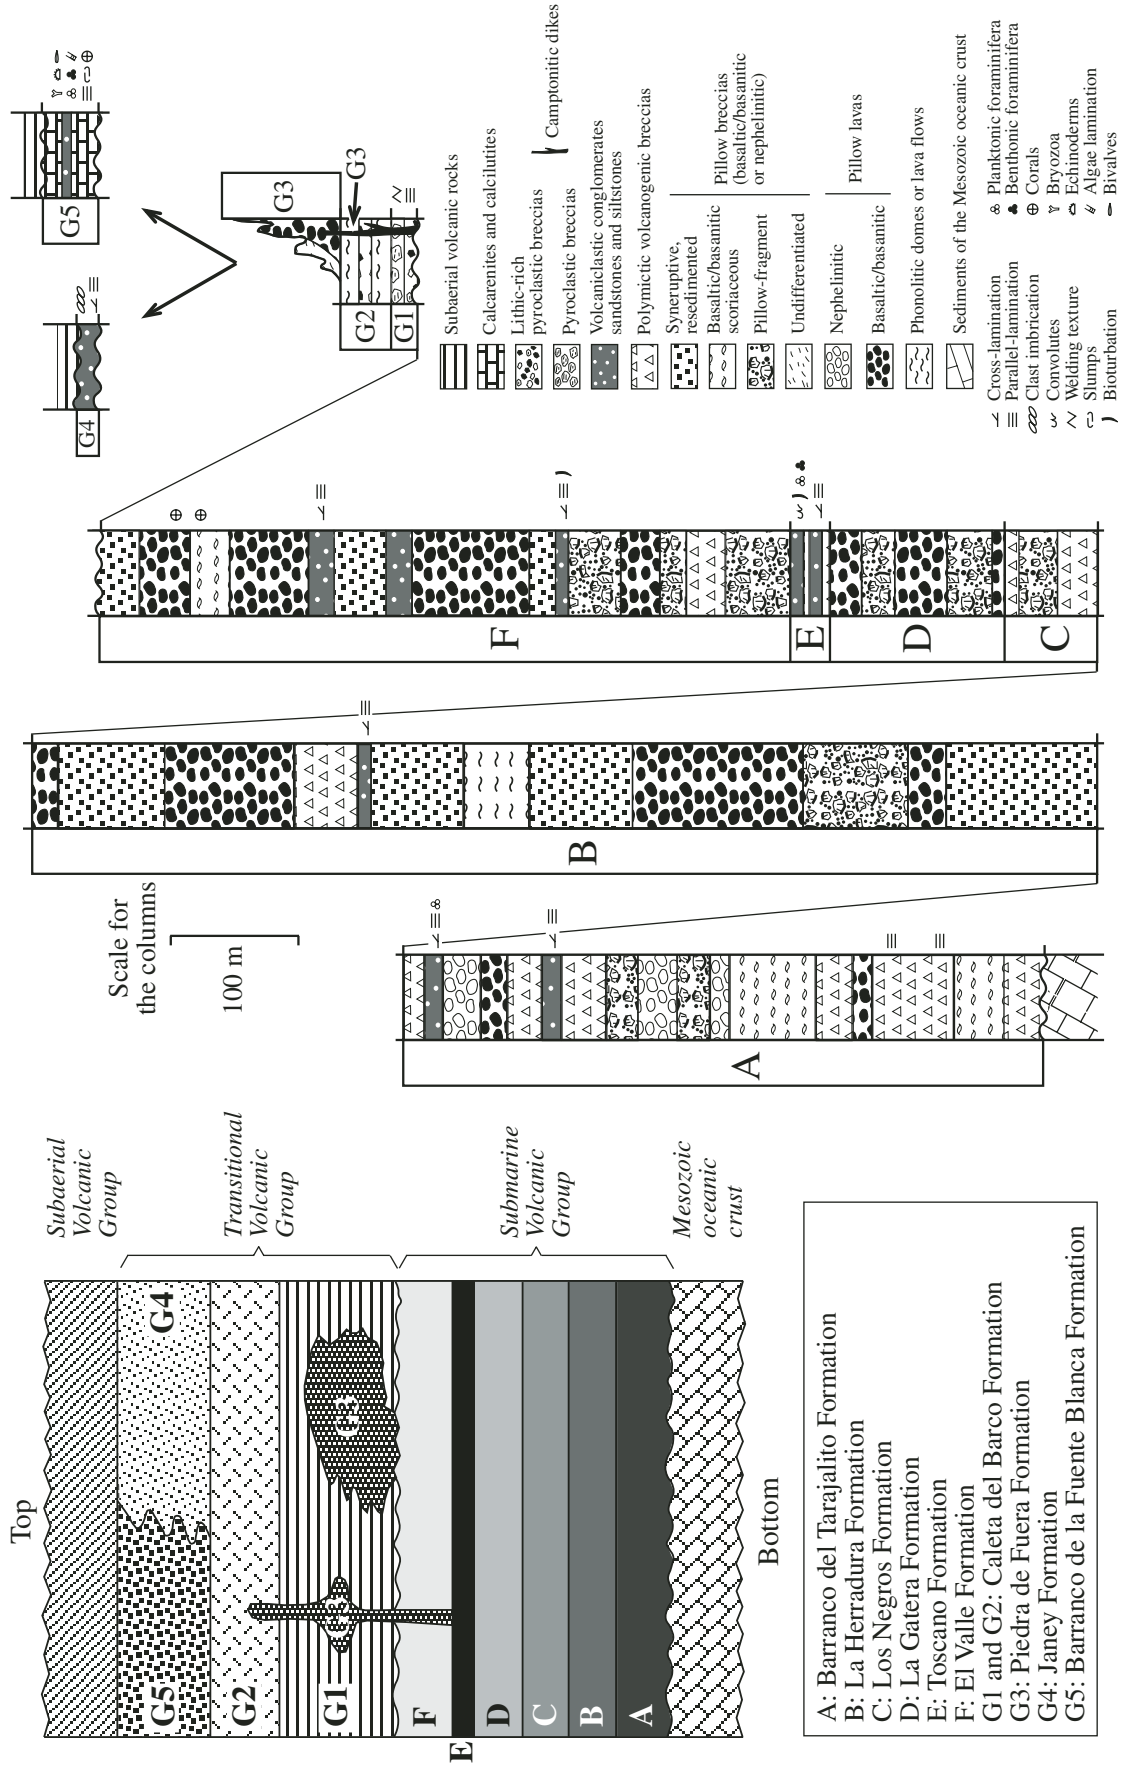 Top
Subaerial
Volcanic
Group
G5
G4
G2
Transitional
Volcanic
Group
G1
G3
G3
F
E
D
C
B
A
Submarine
Volcanic
Group
Mesozoic
oceanic
crust
Bottom
A: Barranco del Tarajalito Formation
B: La Herradura Formation
C: Los Negros Formation
D: La Gatera Formation
E: Toscano Formation
F: El Valle Formation
G1 and G2: Caleta del Barco Formation
G3: Piedra de Fuera Formation
G4: Janey Formation
G5: Barranco de la Fuente Blanca Formation
Scale for
the columns
100 m
A
B
F
E
D
C
G4
G5
G3
G3
G2
G1
Subaerial volcanic rocks
Calcarenites and calcilutites
Lithic-rich
pyroclastic breccias
Camptonitic dikes
Pyroclastic breccias
Volcaniclastic conglomerates
sandstones and siltstones
Polymictic volcanogenic breccias
Syneruptive,
resedimented
Basaltic/basanitic
scoriaceous
Pillow-fragment
Undifferentiated
Pillow breccias
(basaltic/basanitic
or nephelinitic)
Nephelinitic
Basaltic/basanitic
Pillow lavas
Phonolitic domes or lava flows
Sediments of the Mesozoic oceanic crust
Cross-lamination
Parallel-lamination
Clast imbrication
Convolutes
Welding texture
Slumps
Bioturbation
Planktonic foraminifera
Benthonic foraminifera
Corals
Bryozoa
Echinoderms
Algae lamination
Bivalves